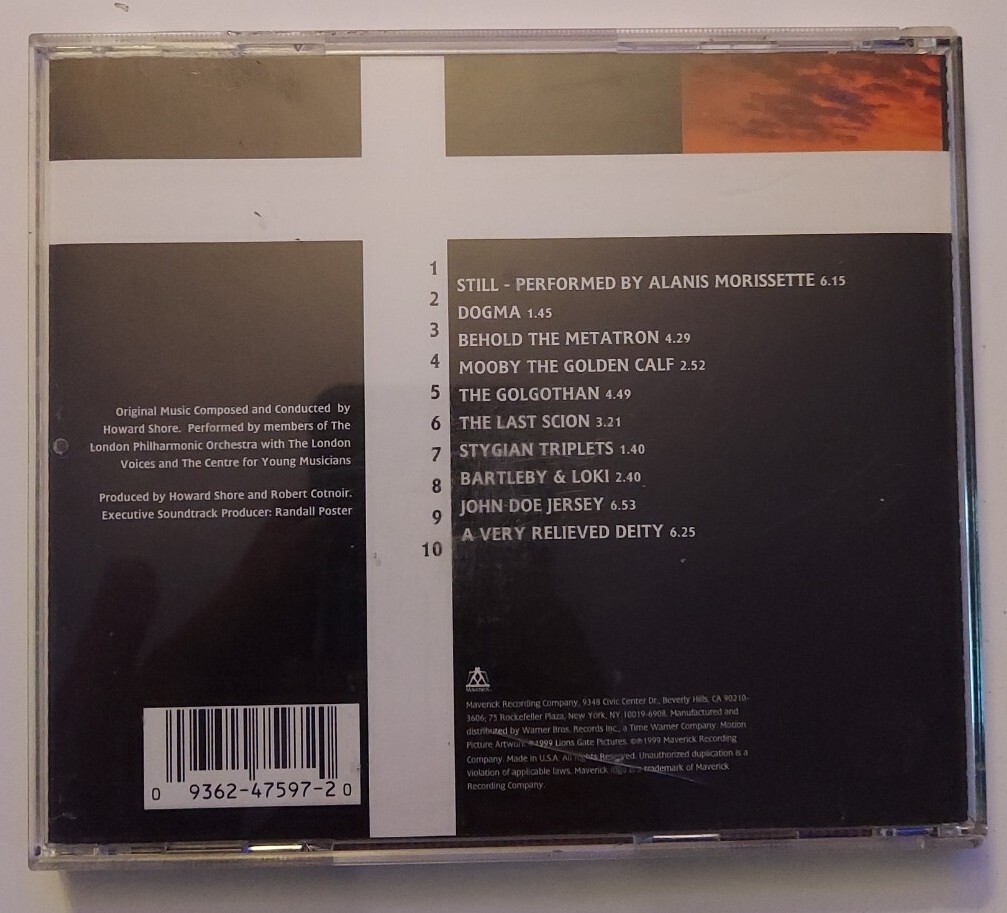 1
2
3
4
5
6
7
8
9
10
STILL - PERFORMED BY ALANIS MORISSETTE 6.15
DOGMA 1.45
BEHOLD THE METATRON 4.29
MOOBY THE GOLDEN CALF 2.52
THE GOLGOTHAN 4.49
THE LAST SCION 3.21
STYGIAN TRIPLETS 1.40
BARTLEBY & LOKI 2.40
JOHN DOE JERSEY 6.53
A VERY RELIEVED DEITY 6.25
Original Music Composed and Conducted by
Howard Shore. Performed by members of The
London Philharmonic Orchestra with The London
Voices and The Centre for Young Musicians
Produced by Howard Shore and Robert Cotnoir.
Executive Soundtrack Producer: Randall Poster
MAVERICK
Maverick Recording Company, 9348 Civic Center Dr., Beverly Hills, CA 90210-
3606; 75 Rockefeller Plaza, New York, NY 10019-6908. Manufactured and
distributed by Warner Bros. Records Inc., a Time Warner Company. Motion
Picture Artwork ©1999 Lions Gate Pictures. ©℗ 1999 Maverick Recording
Company. Made in U.S.A. All Rights Reserved. Unauthorized duplication is a
violation of applicable laws. Maverick logo is a trademark of Maverick
Recording Company.
0 9362-47597-2 0